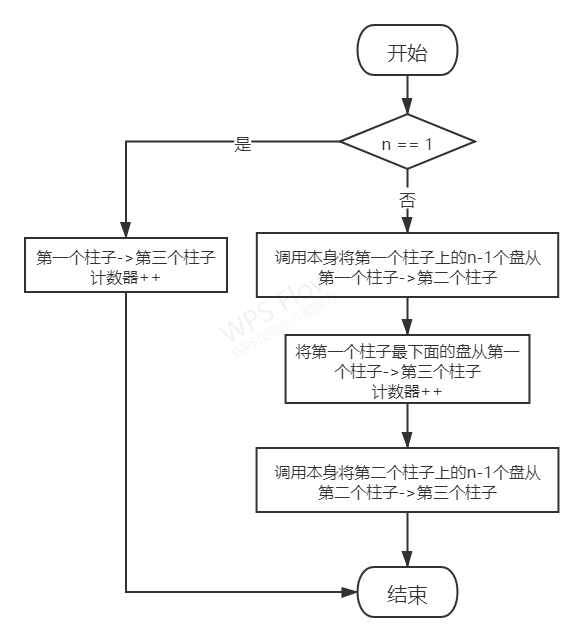 开始
n == 1
是
否
第一个柱子->第三个柱子
计数器++
调用本身将第一个柱子上的n-1个盘从
第一个柱子->第二个柱子
将第一个柱子最下面的盘从第一
个柱子->第三个柱子
计数器++
调用本身将第二个柱子上的n-1个盘从
第二个柱子->第三个柱子
结束
WPS Flow